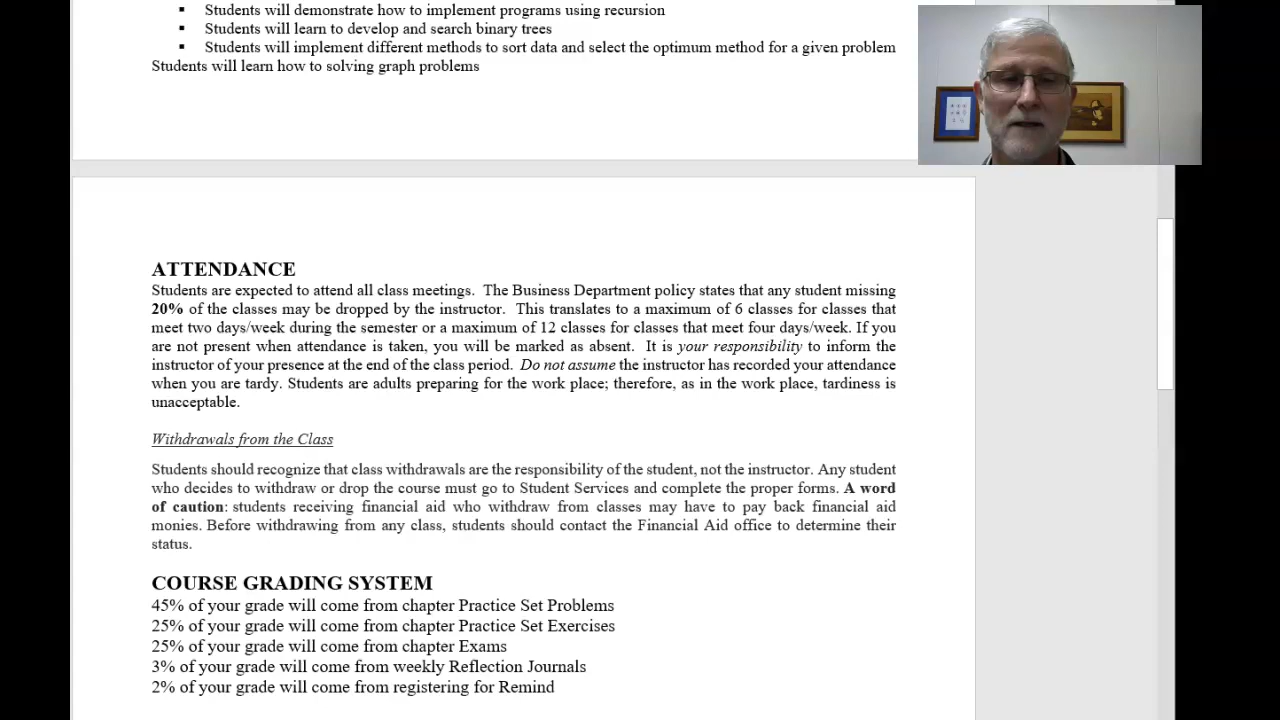 ▪ Students will demonstrate how to implement programs using recursion
▪ Students will learn to develop and search binary trees
▪ Students will implement different methods to sort data and select the optimum method for a given problem
Students will learn how to solving graph problems
ATTENDANCE
Students are expected to attend all class meetings. The Business Department policy states that any student missing
20% of the classes may be dropped by the instructor. This translates to a maximum of 6 classes for classes that
meet two days/week during the semester or a maximum of 12 classes for classes that meet four days/week. If you
are not present when attendance is taken, you will be marked as absent. It is your responsibility to inform the
instructor of your presence at the end of the class period. Do not assume the instructor has recorded your attendance
when you are tardy. Students are adults preparing for the work place; therefore, as in the work place, tardiness is
unacceptable.
Withdrawals from the Class
Students should recognize that class withdrawals are the responsibility of the student, not the instructor. Any student
who decides to withdraw or drop the course must go to Student Services and complete the proper forms. A word
of caution: students receiving financial aid who withdraw from classes may have to pay back financial aid
monies. Before withdrawing from any class, students should contact the Financial Aid office to determine their
status.
COURSE GRADING SYSTEM
45% of your grade will come from chapter Practice Set Problems
25% of your grade will come from chapter Practice Set Exercises
25% of your grade will come from chapter Exams
3% of your grade will come from weekly Reflection Journals
2% of your grade will come from registering for Remind